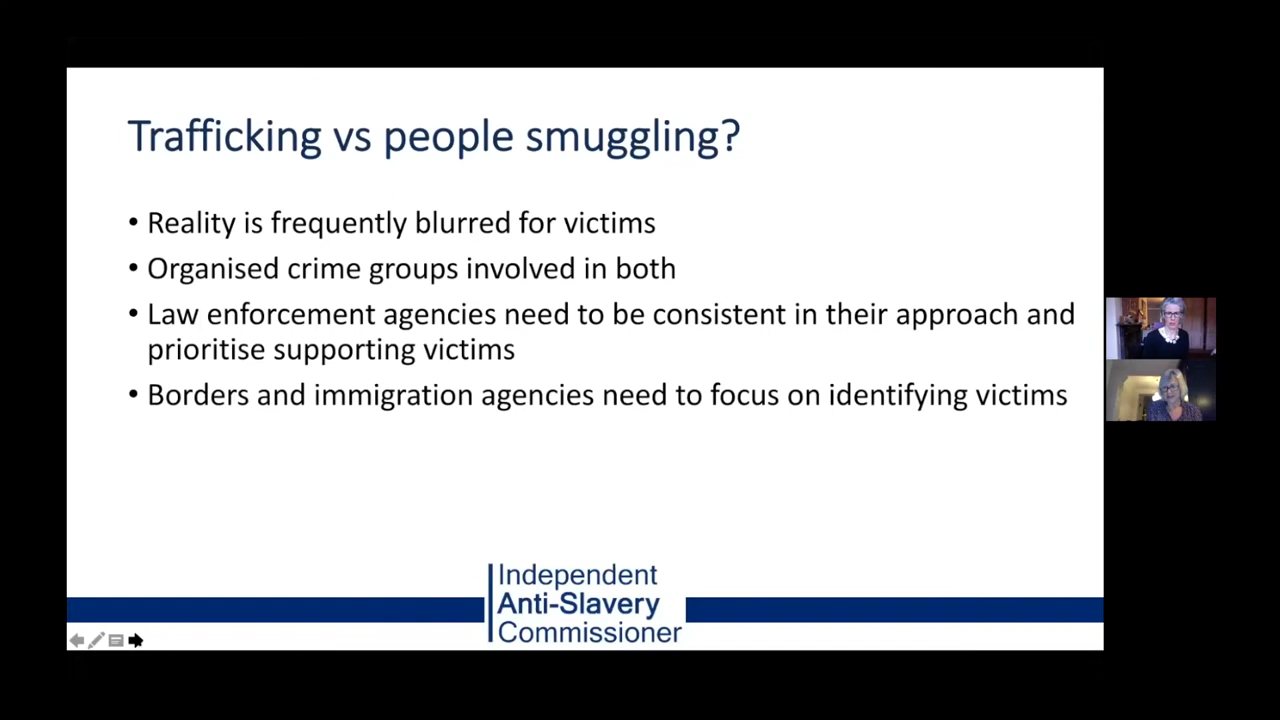 Trafficking vs people smuggling?
• Reality is frequently blurred for victims
• Organised crime groups involved in both
• Law enforcement agencies need to be consistent in their approach and
prioritise supporting victims
• Borders and immigration agencies need to focus on identifying victims
Independent
Anti-Slavery
Commissioner